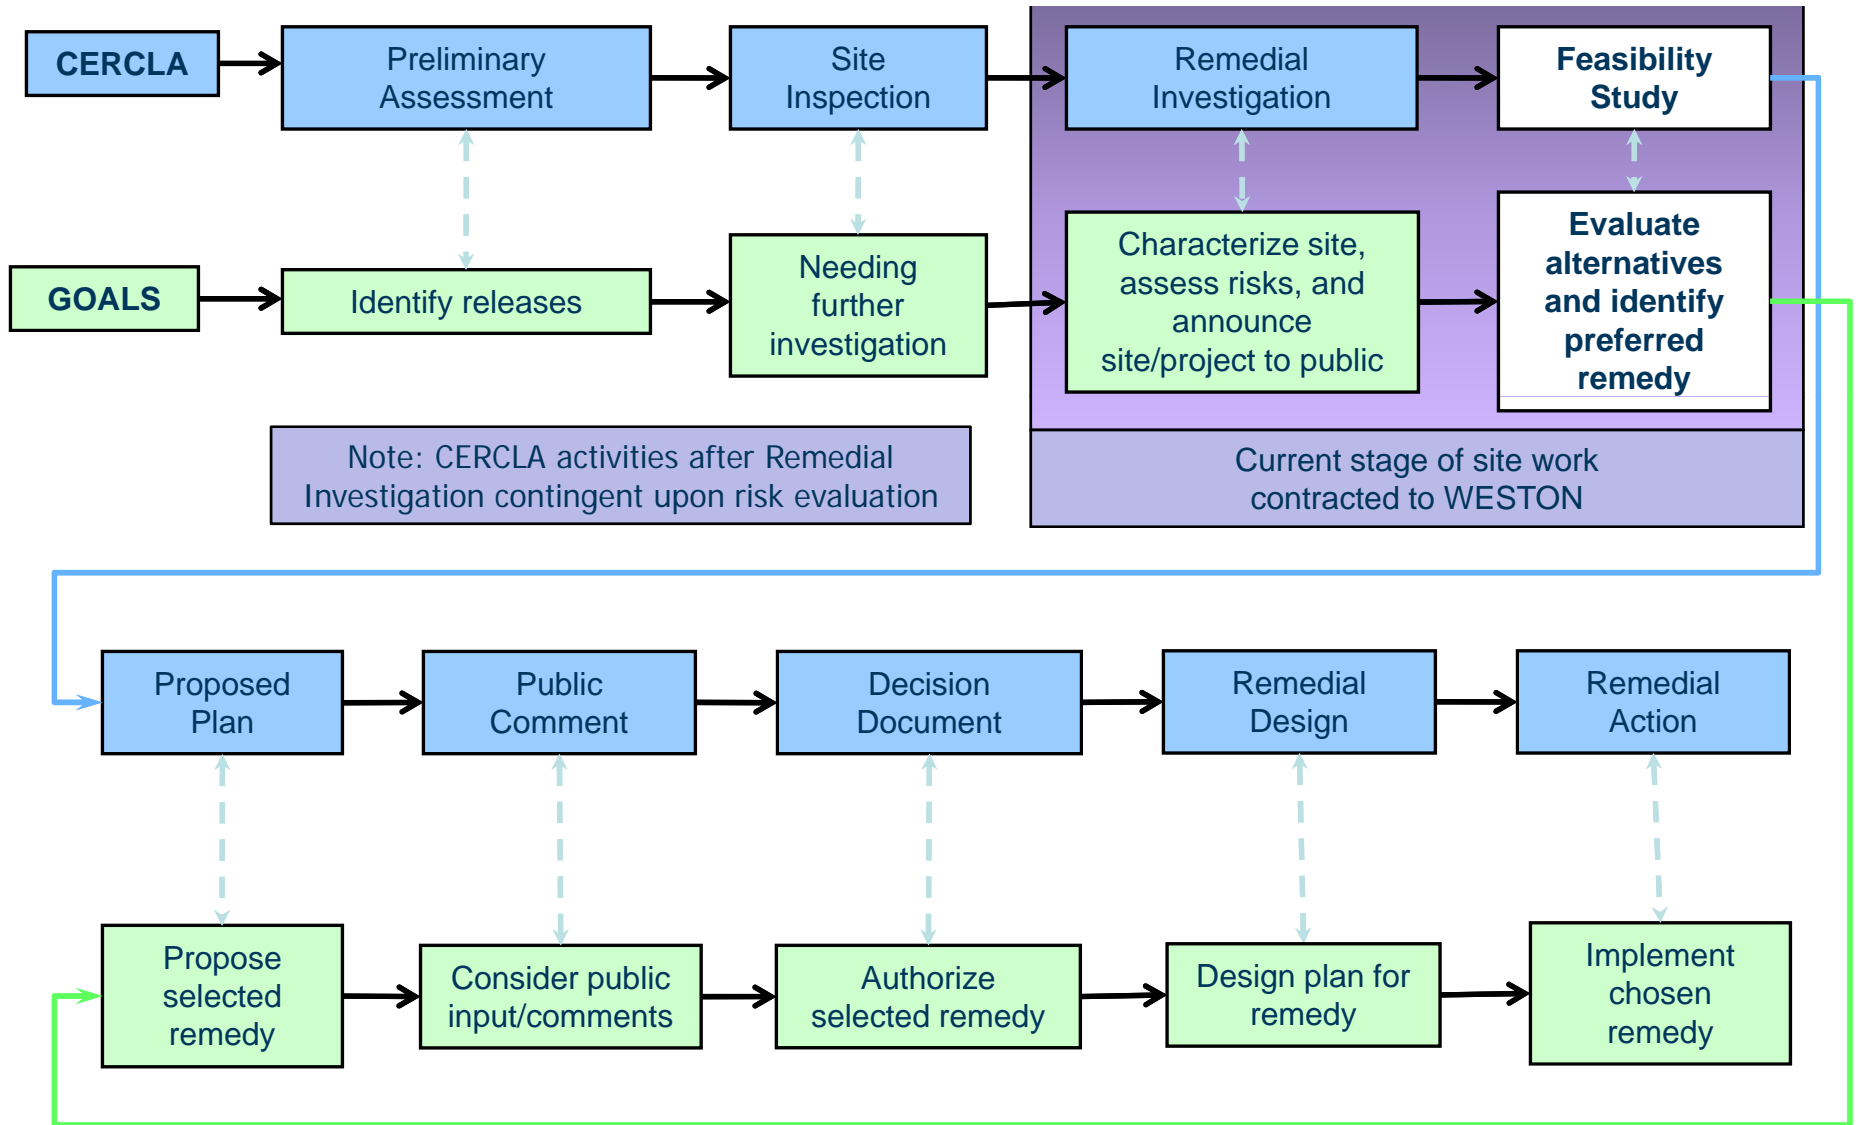 CERCLA
Preliminary
Assessment
Site
Inspection
Remedial
Investigation
Feasibility
Study
GOALS
Identify releases
Needing
further
investigation
Characterize site,
assess risks, and
announce
site/project to public
Evaluate
alternatives
and identify
preferred
remedy
Note: CERCLA activities after Remedial
Investigation contingent upon risk evaluation
Current stage of site work
contracted to WESTON
Proposed
Plan
Public
Comment
Decision
Document
Remedial
Design
Remedial
Action
Propose
selected
remedy
Consider public
input/comments
Authorize
selected remedy
Design plan for
remedy
Implement
chosen
remedy